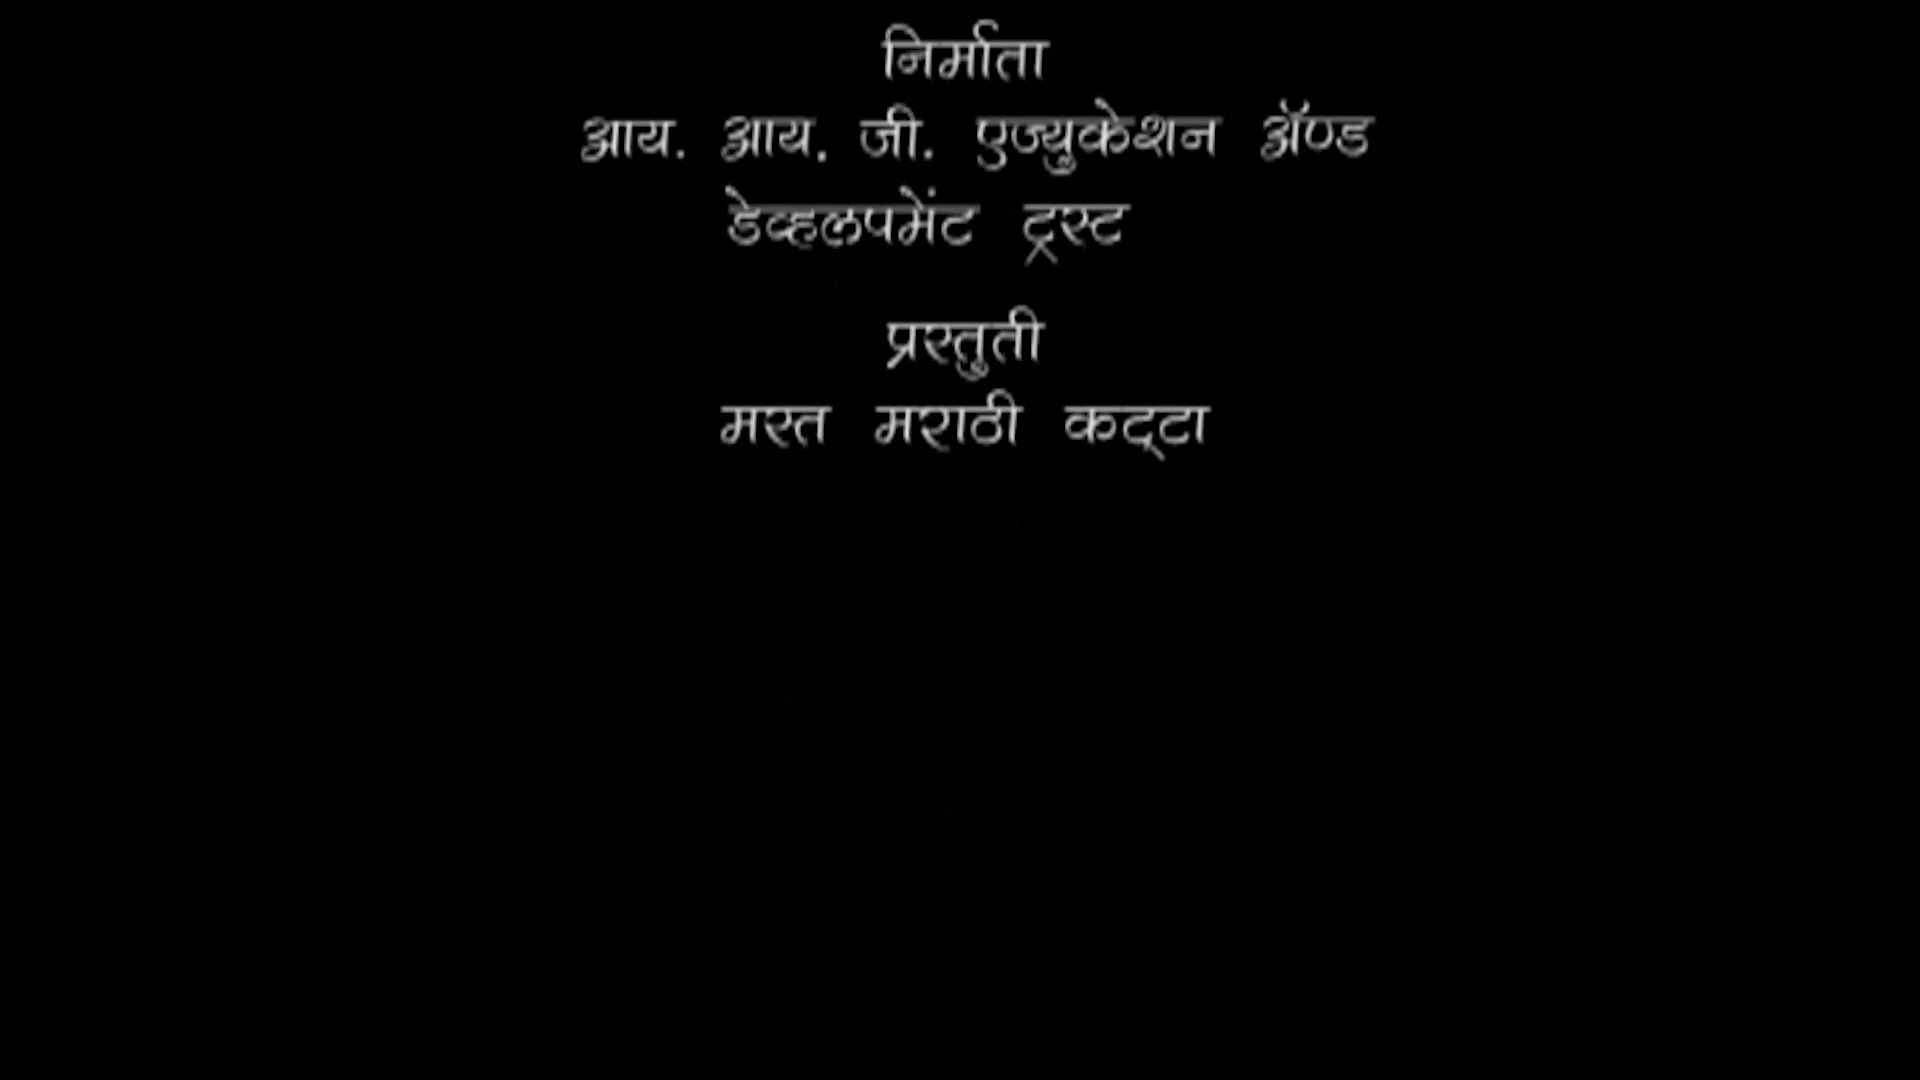 निर्माता
आय. आय. जी. एज्युकेशन ॲण्ड
डेव्हलपमेंट ट्रस्ट
प्रस्तुती
मस्त मराठी कट्टा